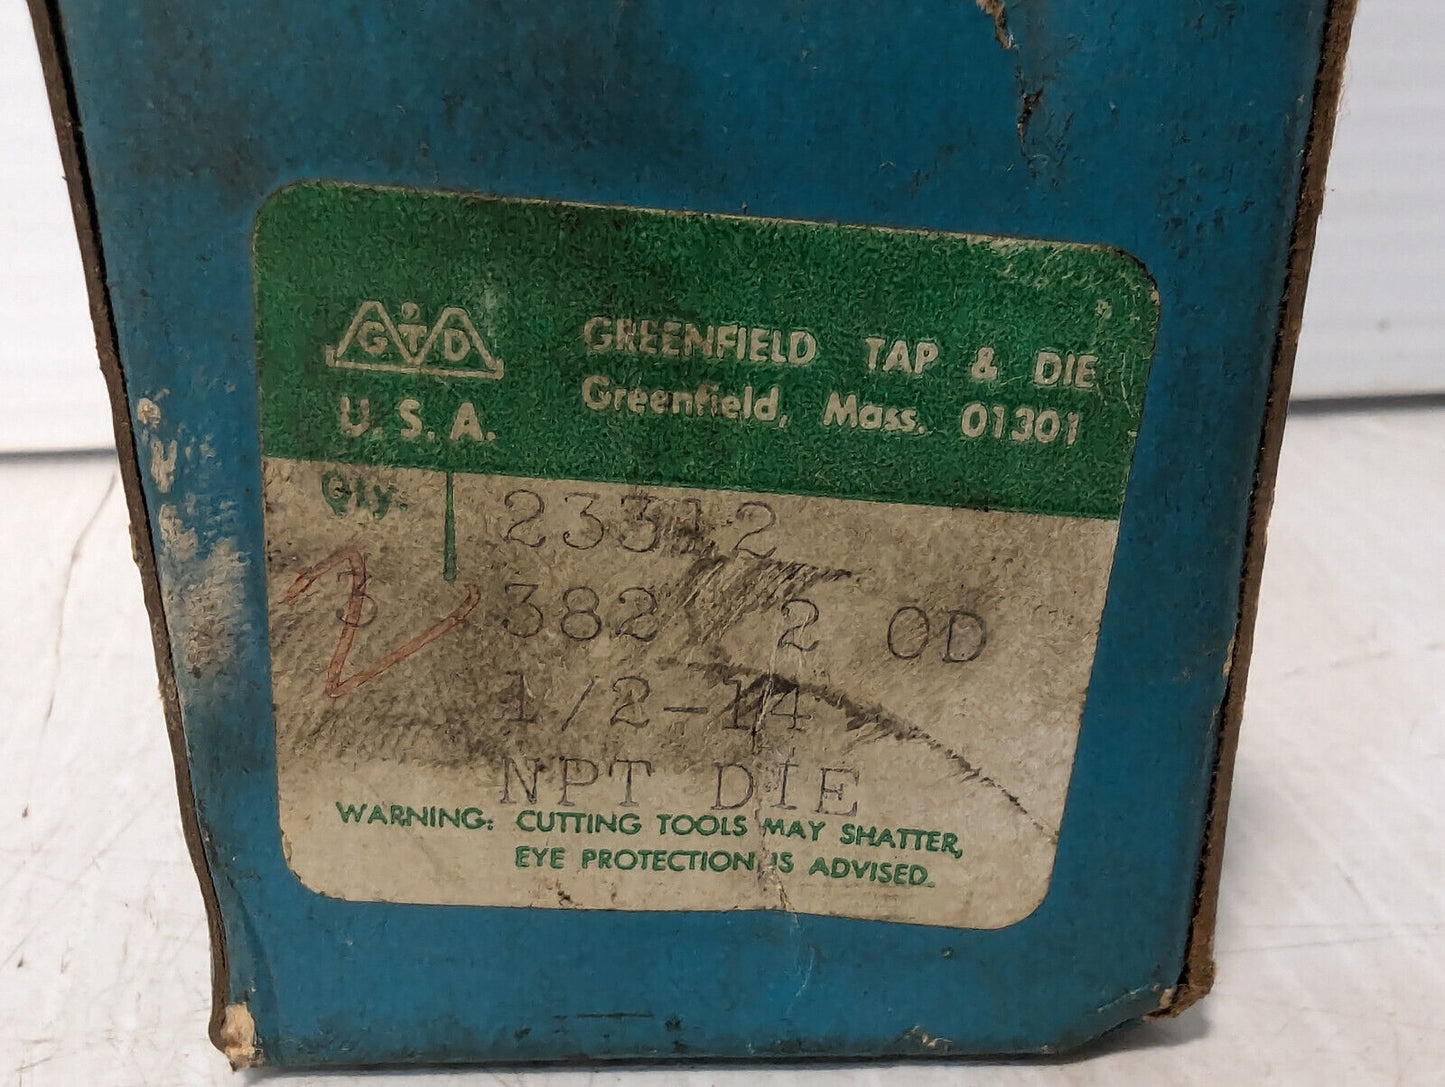 G.T.D
U.S.A.
GREENFIELD TAP & DIE
Greenfield, Mass. 01301
Qty. 23312
3 2 382 2 OD
1/2-14
NPT DIE
WARNING: CUTTING TOOLS MAY SHATTER,
EYE PROTECTION IS ADVISED.